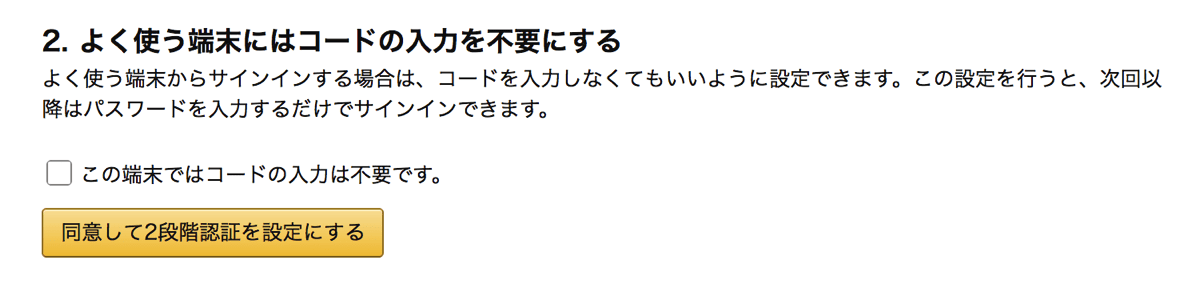 2. よく使う端末にはコードの入力を不要にする
よく使う端末からサインインする場合は、コードを入力しなくてもいいように設定できます。この設定を行うと、次回以
降はパスワードを入力するだけでサインインできます。
この端末ではコードの入力は不要です。
同意して2段階認証を設定にする